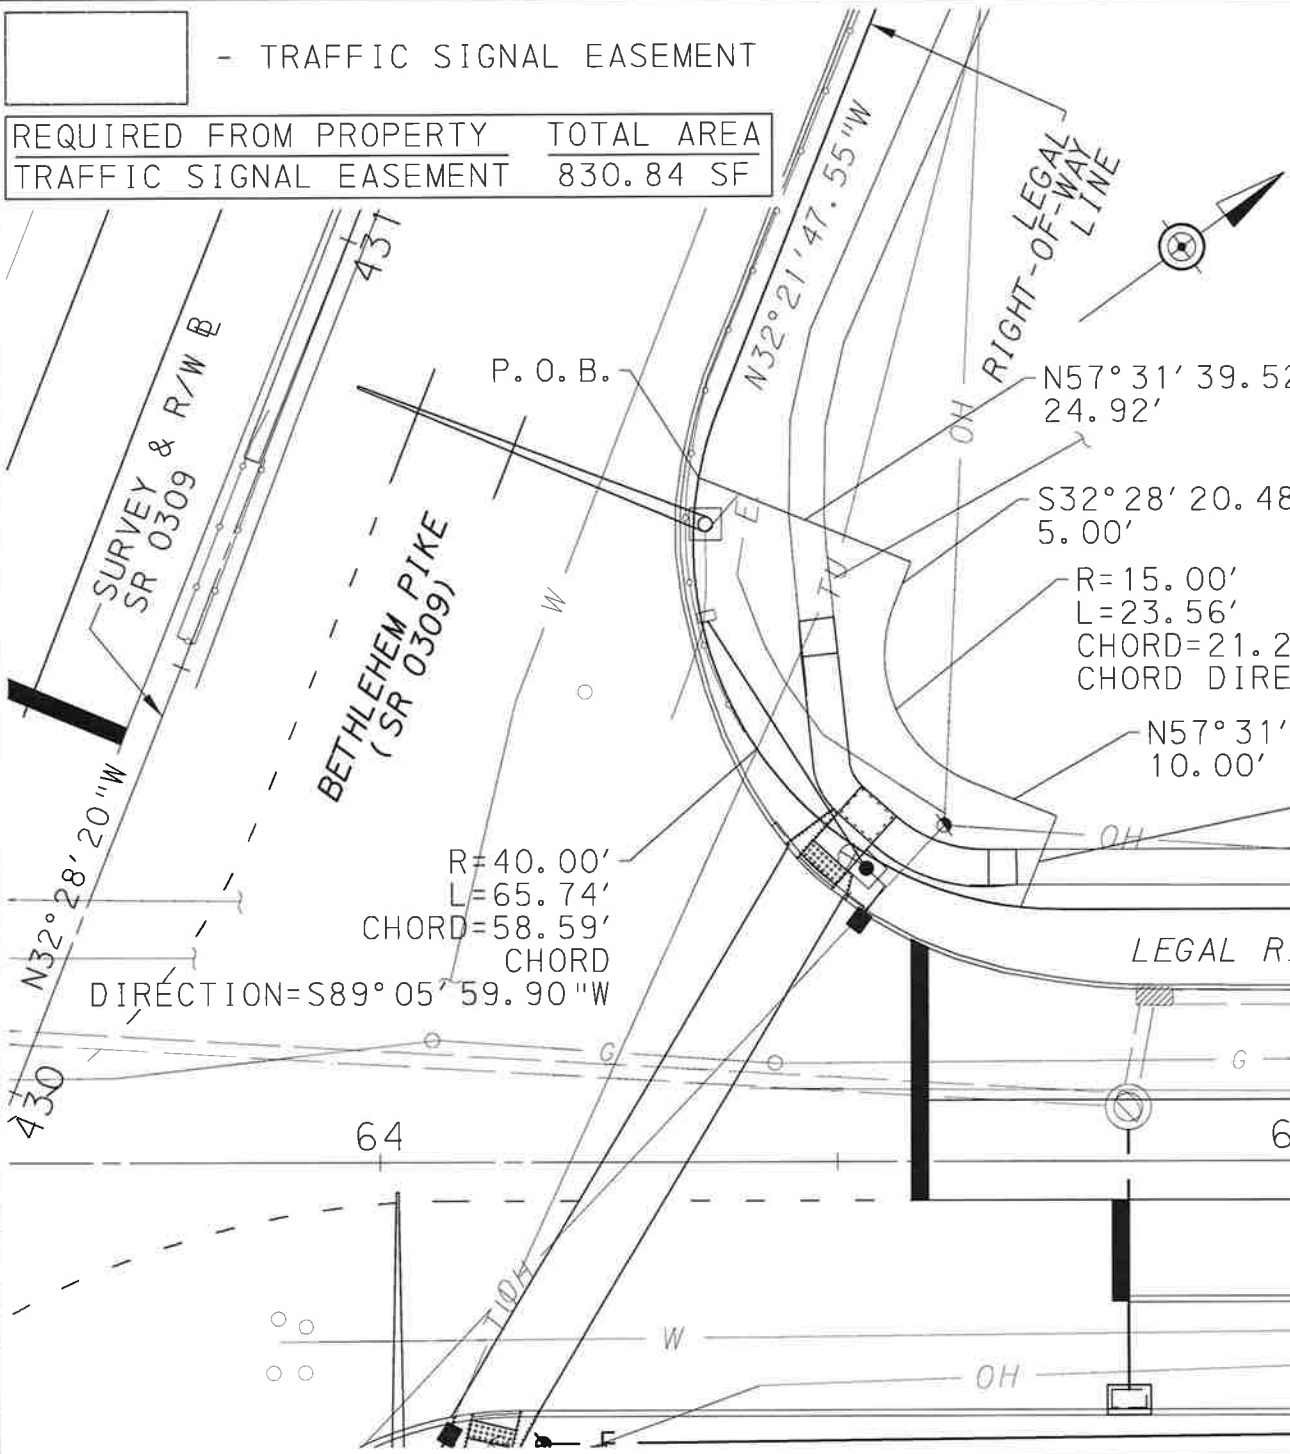 - TRAFFIC SIGNAL EASEMENT
REQUIRED FROM PROPERTY TOTAL AREA
TRAFFIC SIGNAL EASEMENT 830.84 SF
431
N32°21'47.55"W
LEGAL
RIGHT-OF-WAY
LINE
SURVEY & R/W
SR 0309
P.O.B.
N57°31'39.52
24.92'
OH
S32°28'20.48
5.00'
E
TU
W
R=15.00'
L=23.56'
CHORD=21.2
CHORD DIRE
BETHLEHEM PIKE
(SR 0309)
N57°31'
10.00'
OH
N32°28'20"W
R=40.00'
L=65.74'
CHORD=58.59'
CHORD
DIRECTION=S89°05'59.90"W
LEGAL R
G
G
430
64
6
OH
W
OH
E